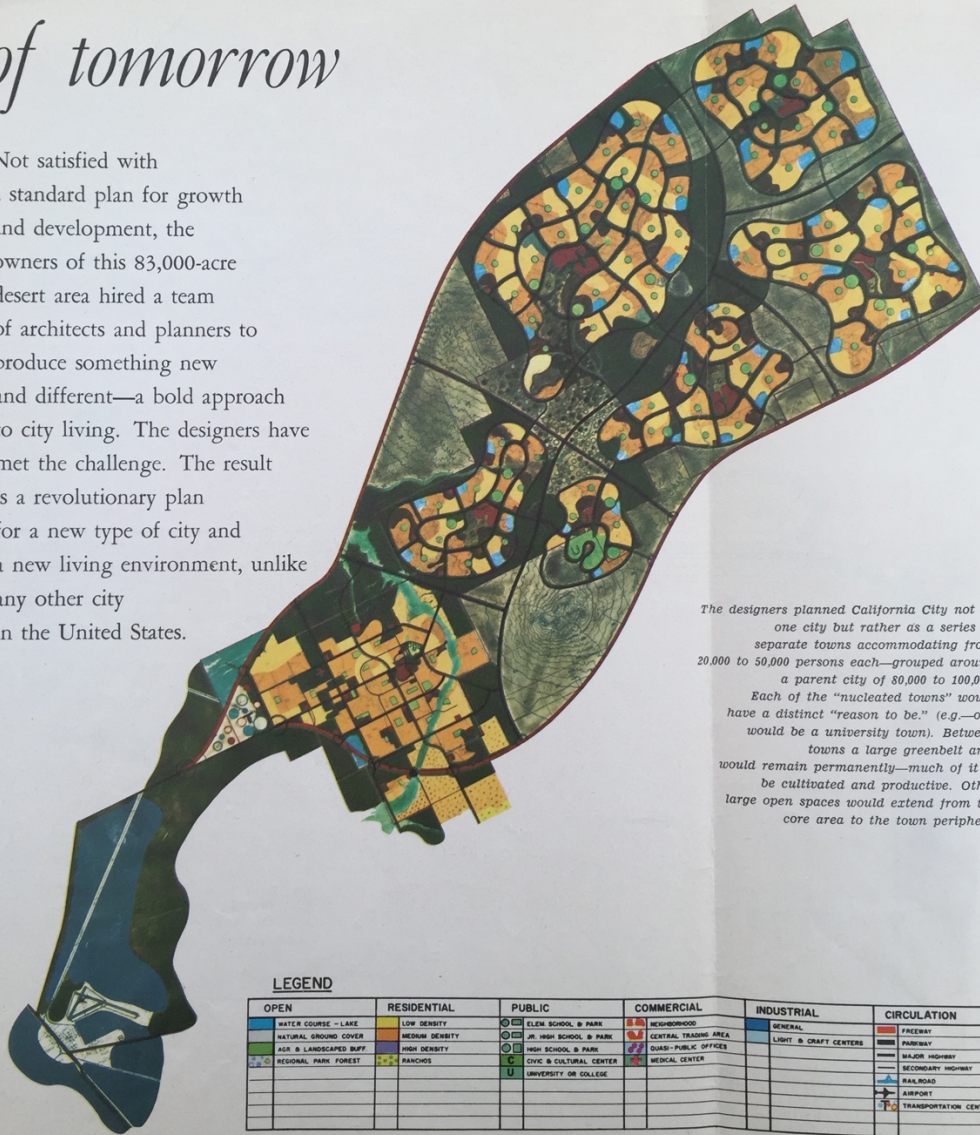 of tomorrow
Not satisfied with
standard plan for growth
and development, the
owners of this 83,000-acre
desert area hired a team
of architects and planners to
produce something new
and different—a bold approach
to city living. The designers have
met the challenge. The result
is a revolutionary plan
for a new type of city and
a new living environment, unlike
any other city
in the United States.
The designers planned California City not
one city but rather as a series
separate towns accommodating fro
20,000 to 50,000 persons each—grouped arou
a parent city of 80,000 to 100,0
Each of the "nucleated towns" wou
have a distinct "reason to be." (e.g.—o
would be a university town). Betwe
towns a large greenbelt ar
would remain permanently—much of it
be cultivated and productive. Oth
large open spaces would extend from t
core area to the town periphe
LEGEND
OPEN
WATER COURSE - LAKE
NATURAL GROUND COVER
AGR & LANDSCAPED BUFF.
REGIONAL PARK FOREST
RESIDENTIAL
LOW DENSITY
MEDIUM DENSITY
HIGH DENSITY
RANCHOS
PUBLIC
ELEM. SCHOOL & PARK
JR. HIGH SCHOOL & PARK
HIGH SCHOOL & PARK
C CIVIC & CULTURAL CENTER
U UNIVERSITY OR COLLEGE
COMMERCIAL
NEIGHBORHOOD
CENTRAL TRADING AREA
QUASI-PUBLIC OFFICES
MEDICAL CENTER
INDUSTRIAL
GENERAL
LIGHT & CRAFT CENTERS
CIRCULATION
FREEWAY
PARKWAY
MAJOR HIGHWAY
SECONDARY HIGHWAY
RAILROAD
AIRPORT
T TRANSPORTATION CENT